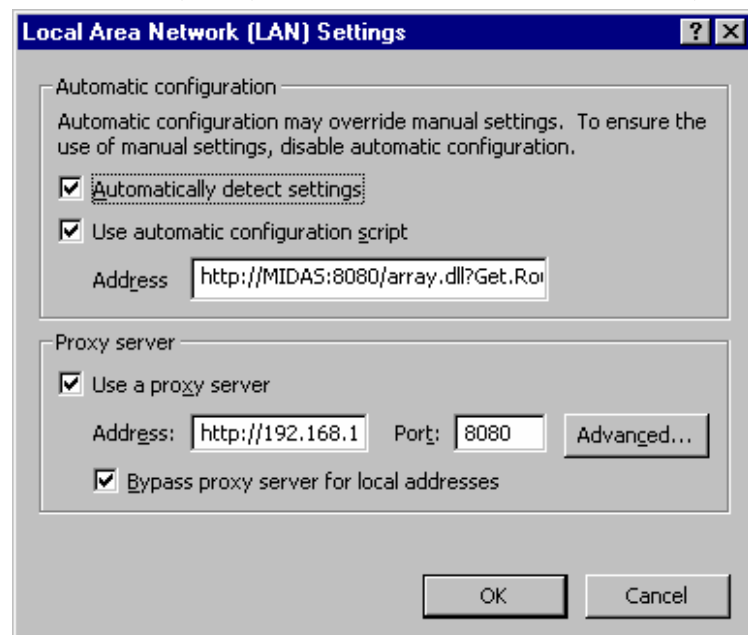 Local Area Network (LAN) Settings
Automatic configuration
Automatic configuration may override manual settings. To ensure the
use of manual settings, disable automatic configuration.
Automatically detect settings
Use automatic configuration script
Address http://MIDAS:8080/array.dll?Get.Rou
Proxy server
Use a proxy server
Address: http://192.168.1 Port: 8080 Advanced...
Bypass proxy server for local addresses
OK Cancel